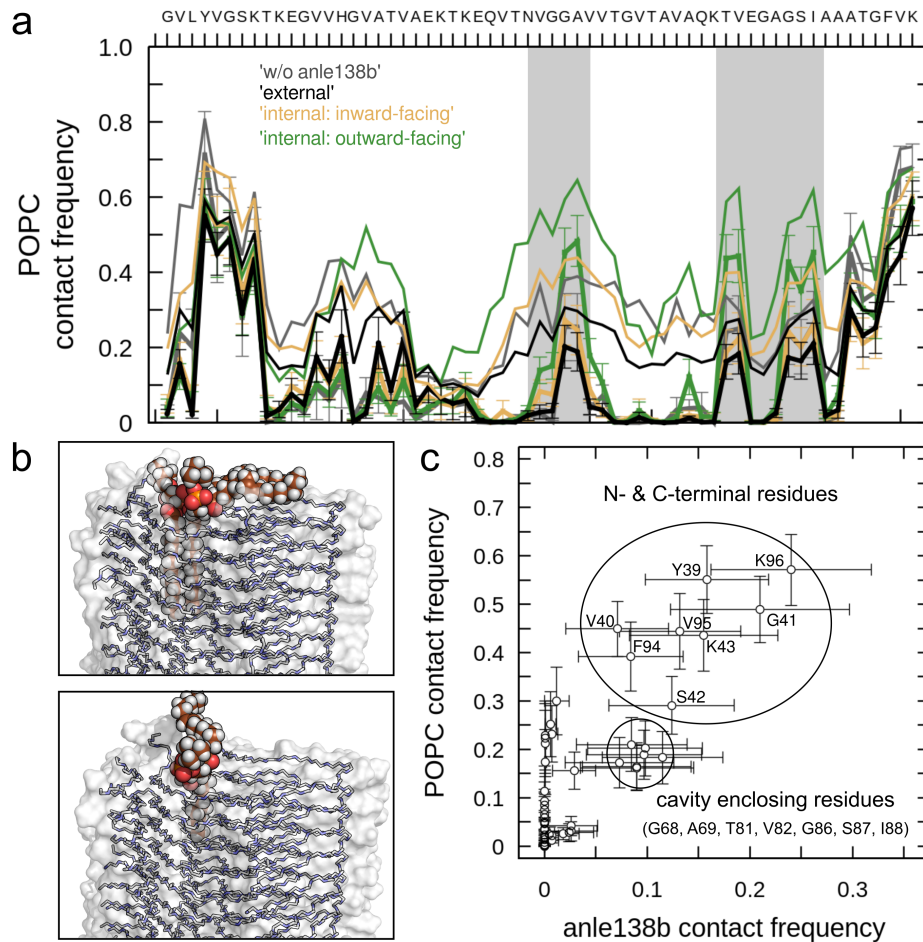 a
GVLYVGSKTKEGVVHGVATVAEKTKEQVTNVGGAVVTGVTAVAQKTVEGAGSIAAATGFVK
1.0
0.8
0.6
0.4
0.2
0
POPC
contact frequency
'w/o anle138b'
'external'
'internal: inward-facing'
'internal: outward-facing'
b
c
0.8
0.7
0.6
0.5
0.4
0.3
0.2
0.1
0
POPC contact frequency
N- & C-terminal residues
Y39
K96
V40
V95
G41
F94
K43
S42
cavity enclosing residues
(G68, A69, T81, V82, G86, S87, I88)
0
0.1
0.2
0.3
anle138b contact frequency